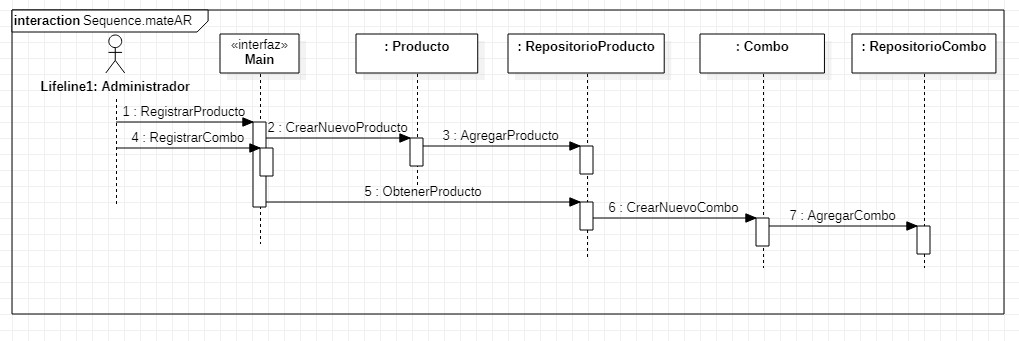 interaction Sequence.mateAR
«interfaz»
Main
: Producto
: RepositorioProducto
: Combo
: RepositorioCombo
Lifeline1: Administrador
1 : RegistrarProducto
2 : CrearNuevoProducto
3 : AgregarProducto
4 : RegistrarCombo
5 : ObtenerProducto
6 : CrearNuevoCombo
7 : AgregarCombo